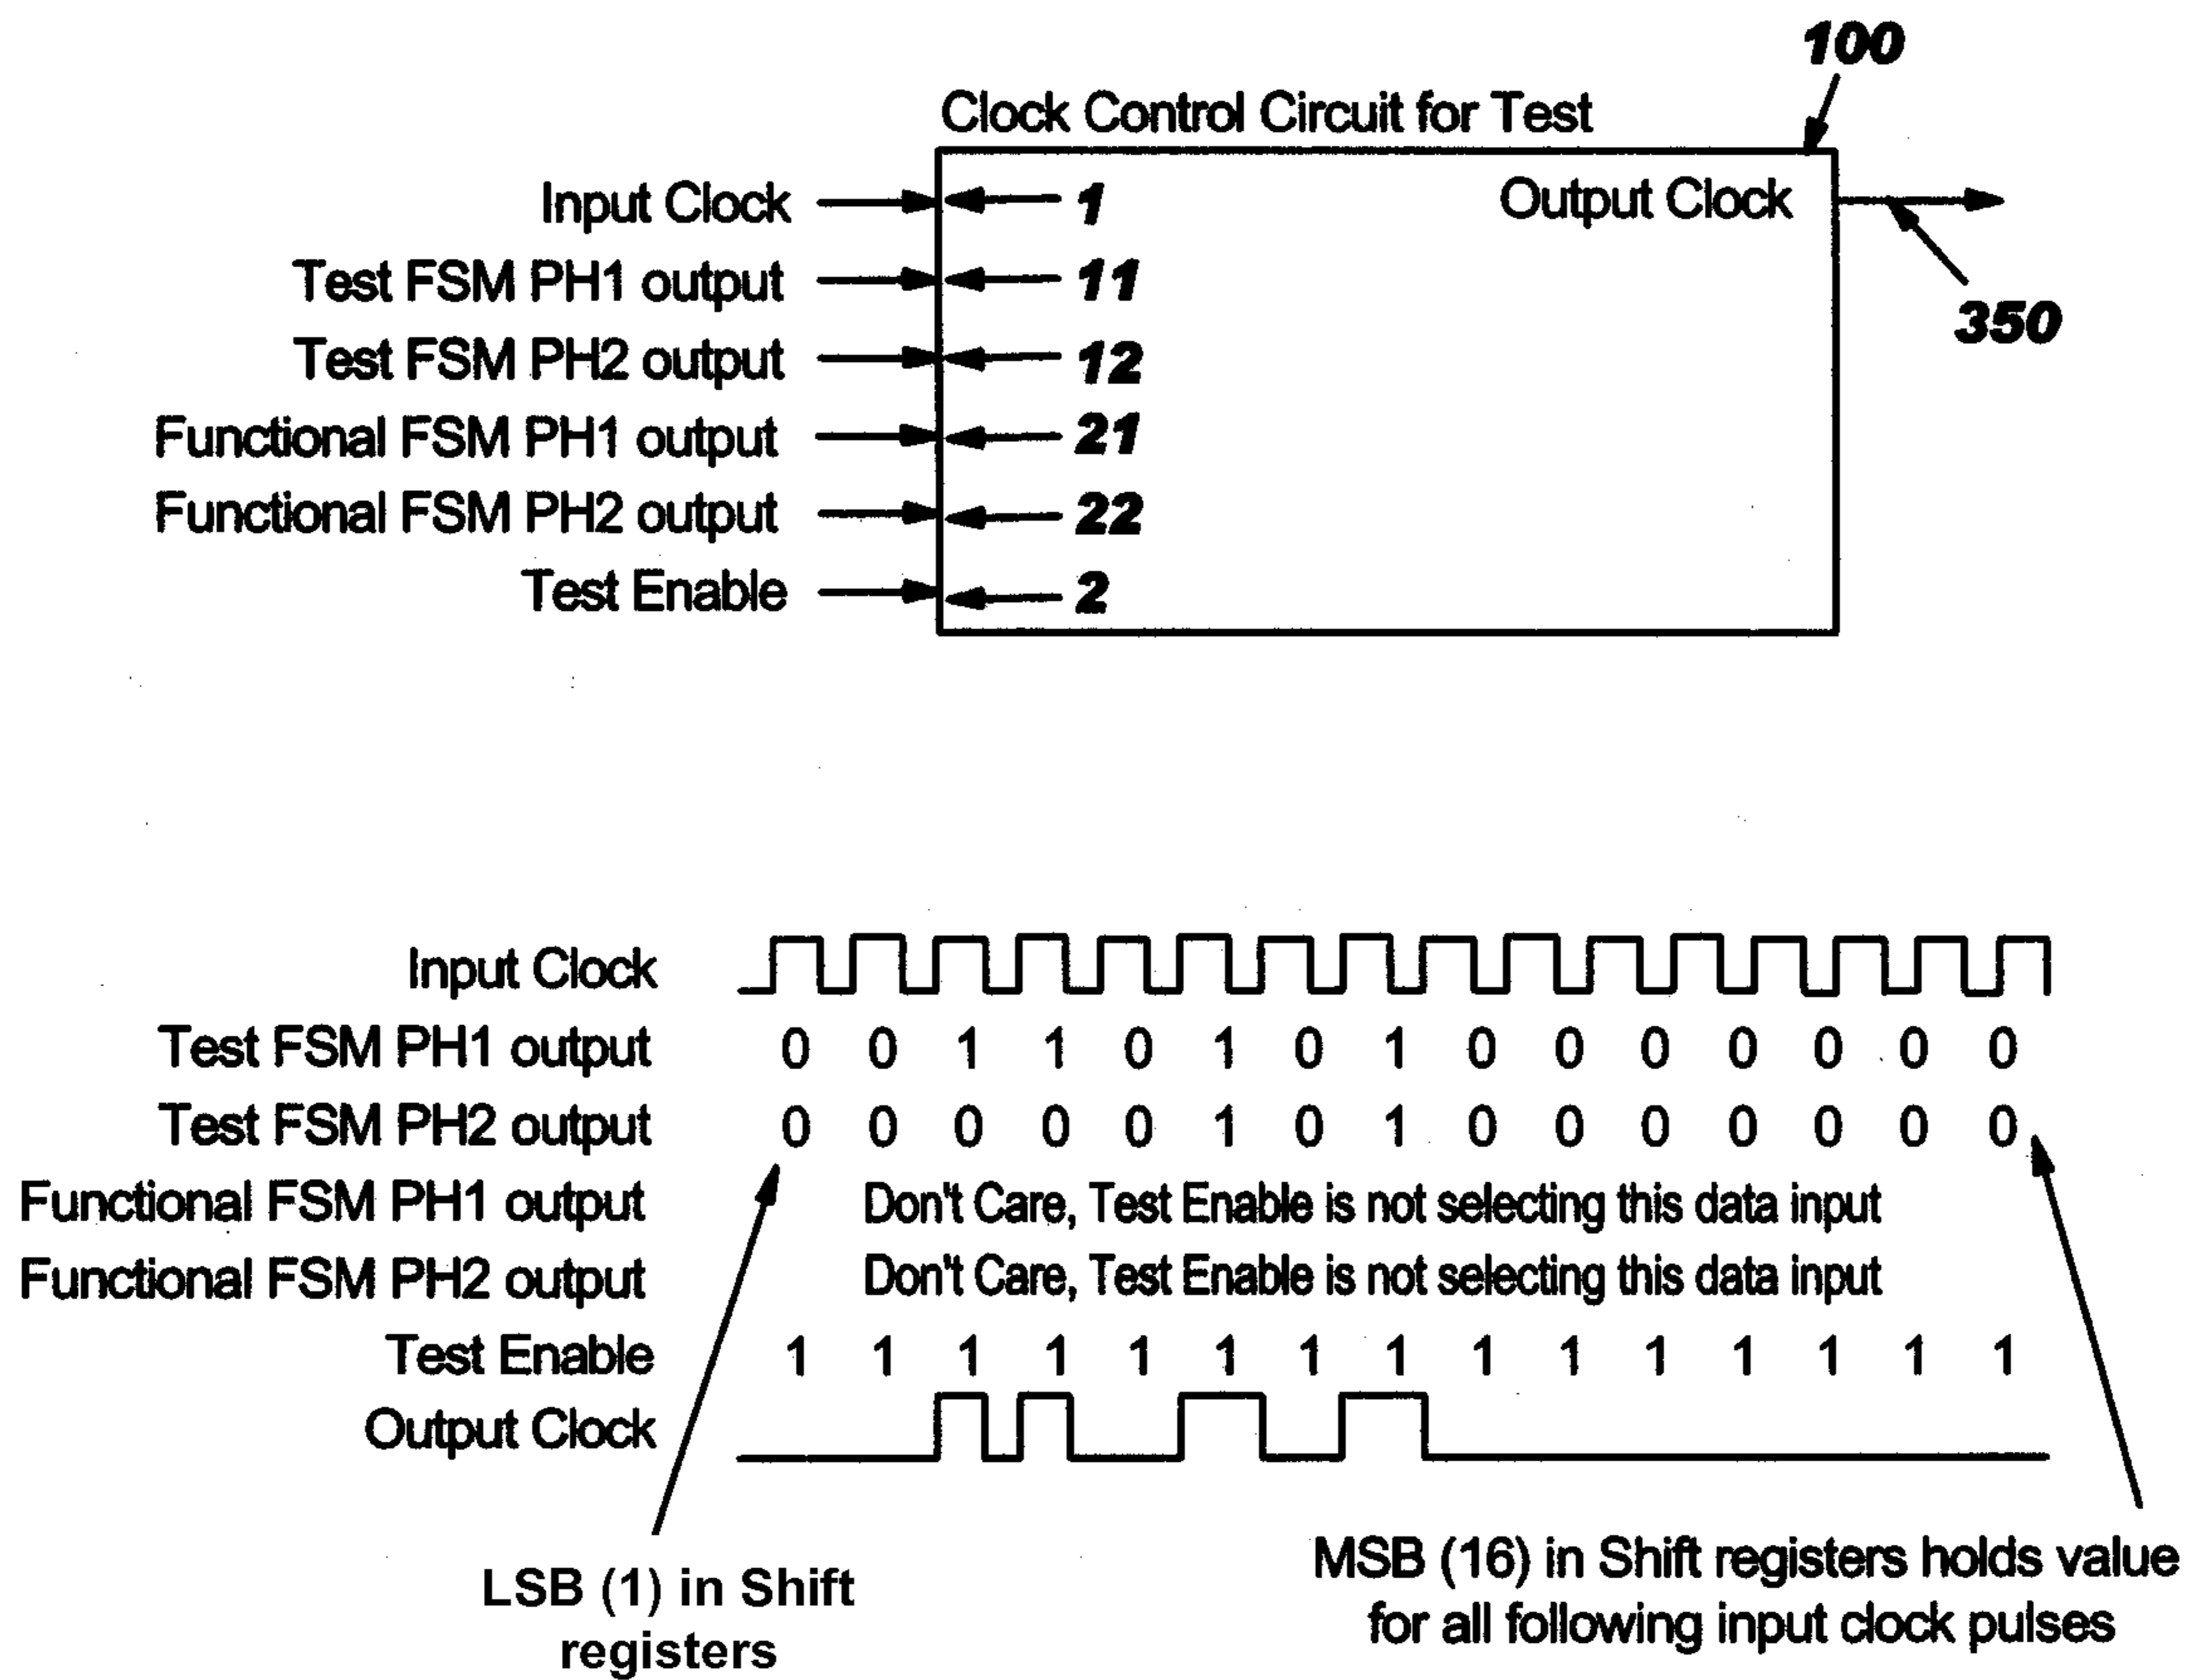 100
Clock Control Circuit for Test
Input Clock 1 Output Clock
Test FSM PH1 output 11
350
Test FSM PH2 output 12
Functional FSM PH1 output 21
Functional FSM PH2 output 22
Test Enable 2
Input Clock
Test FSM PH1 output 0 0 1 1 0 1 0 1 0 0 0 0 0 0 0
Test FSM PH2 output 0 0 0 0 0 1 0 1 0 0 0 0 0 0 0
Functional FSM PH1 output Don't Care, Test Enable is not selecting this data input
Functional FSM PH2 output Don't Care, Test Enable is not selecting this data input
Test Enable 1 1 1 1 1 1 1 1 1 1 1 1 1 1 1
Output Clock
LSB (1) in Shift
registers
MSB (16) in Shift registers holds value
for all following input clock pulses